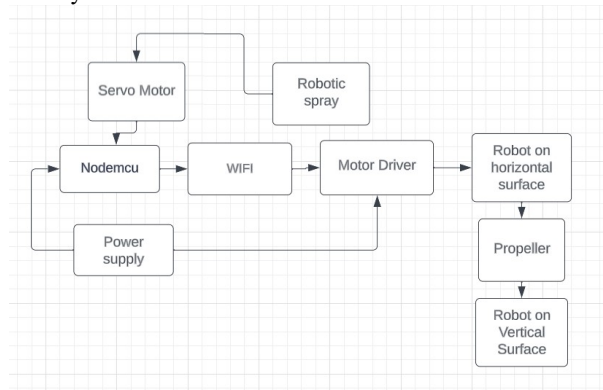 Servo Motor
Robotic
spray
Nodemcu
WIFI
Motor Driver
Robot on
horizontal
surface
Power
supply
Propeller
Robot on
Vertical
Surface